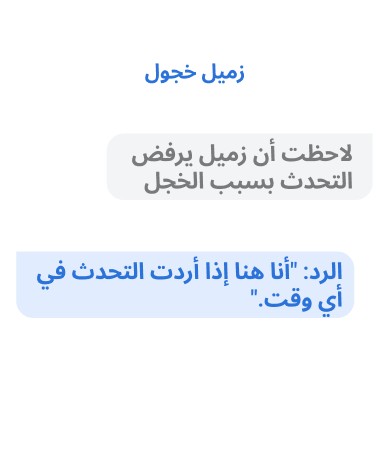 زميل خجول
لاحظت أن زميل يرفض
التحدث بسبب الخجل
الرد: "أنا هنا إذا أردت التحدث في
أي وقت."